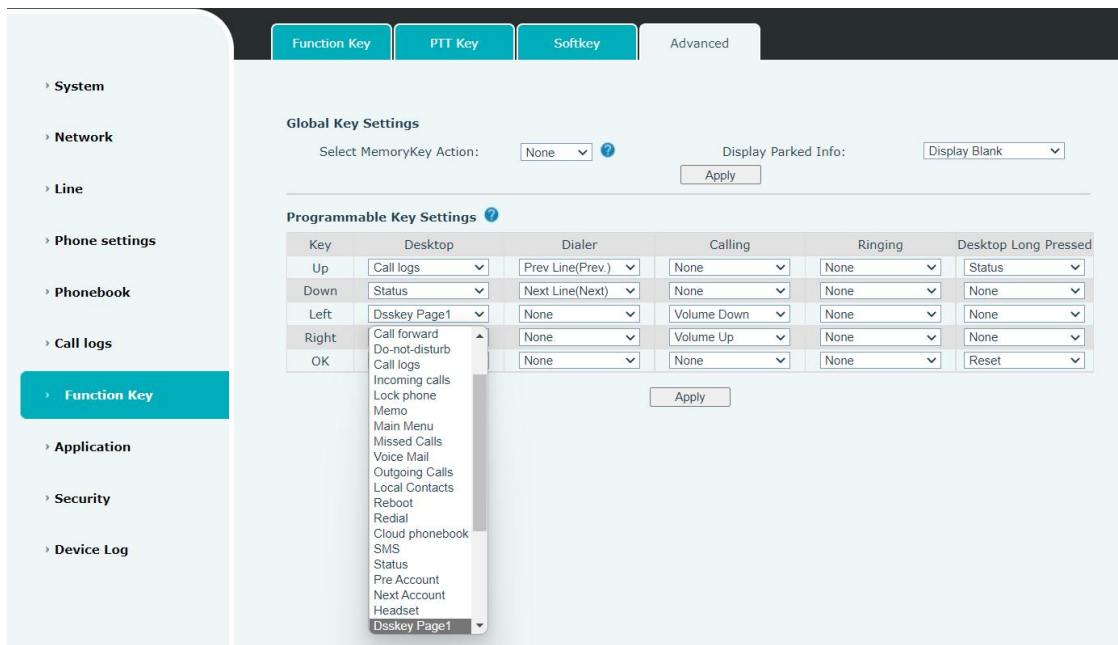 Function Key PTT Key Softkey Advanced
System
Network
Line
Phone settings
Phonebook
Call logs
Function Key
Application
Security
Device Log
Global Key Settings
Select MemoryKey Action: None Display Parked Info: Display Blank
Apply
Programmable Key Settings
Key Desktop Dialer Calling Ringing Desktop Long Pressed
Up Call logs Prev Line(Prev.) None None Status
Down Status Next Line(Next) None None None
Left Dsskey Page1 None Volume Down None None
Right None Volume Up None None
OK None None None Reset
Call forward
Do-not-disturb
Call logs
Incoming calls
Lock phone
Memo
Main Menu
Missed Calls
Voice Mail
Outgoing Calls
Local Contacts
Reboot
Redial
Cloud phonebook
SMS
Status
Pre Account
Next Account
Headset
Dsskey Page1
Apply